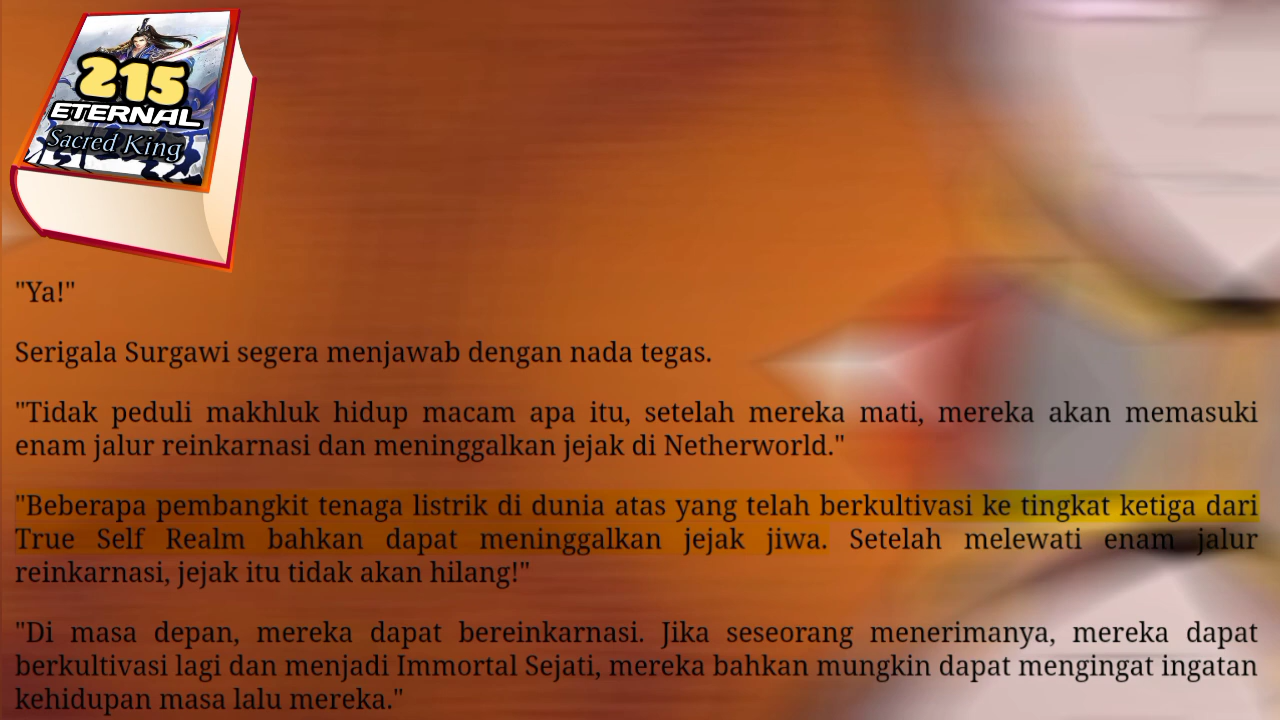 215
ETERNAL
Sacred King
"Ya!"
Serigala Surgawi segera menjawab dengan nada tegas.
"Tidak peduli makhluk hidup macam apa itu, setelah mereka mati, mereka akan memasuki
enam jalur reinkarnasi dan meninggalkan jejak di Netherworld."
"Beberapa pembangkit tenaga listrik di dunia atas yang telah berkultivasi ke tingkat ketiga dari
True Self Realm bahkan dapat meninggalkan jejak jiwa. Setelah melewati enam jalur
reinkarnasi, jejak itu tidak akan hilang!"
"Di masa depan, mereka dapat bereinkarnasi. Jika seseorang menerimanya, mereka dapat
berkultivasi lagi dan menjadi Immortal Sejati, mereka bahkan mungkin dapat mengingat ingatan
kehidupan masa lalu mereka."